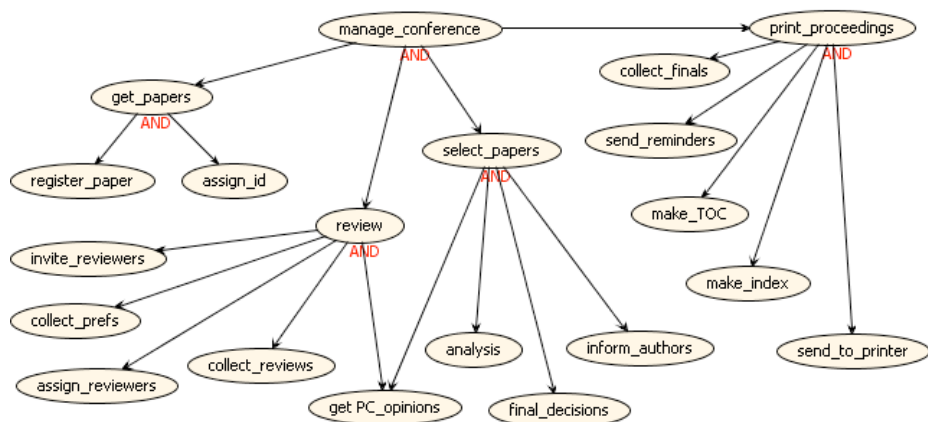 manage_conference
print_proceedings
AND
AND
collect_finals
get_papers
AND
send_reminders
select_papers
AND
register_paper
assign_id
make_TOC
review
AND
invite_reviewers
make_index
collect_prefs
analysis
inform_authors
send_to_printer
collect_reviews
assign_reviewers
get PC_opinions
final_decisions